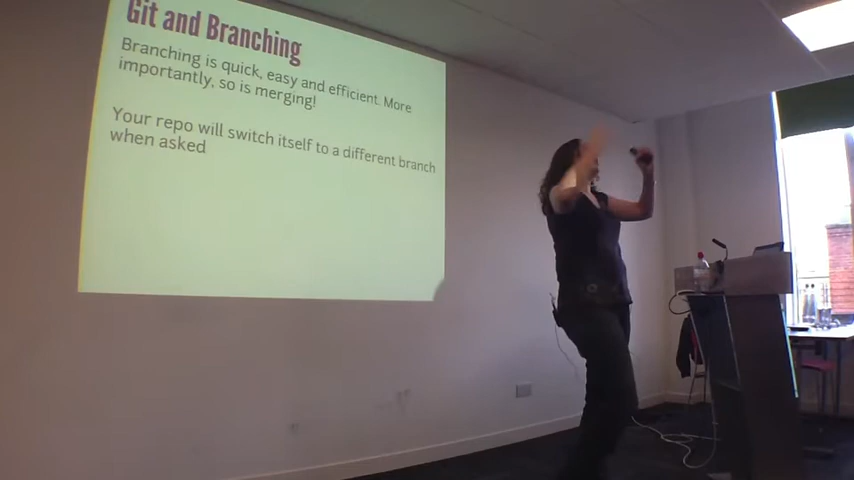 Git and Branching
Branching is quick, easy and efficient. More
importantly, so is merging!
Your repo will switch itself to a different branch
when asked